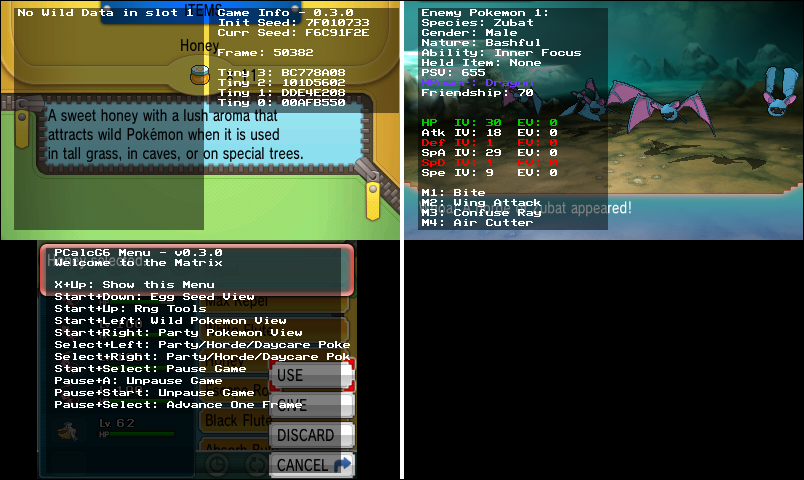 No Wild Data in slot 1
ITEMS
Game Info - 0.3.0
Init Seed: 7F010733
Curr Seed: F6C91F2E
Honey
Frame: 50382
Tiny 3: BC778A08
Tiny 2: 101D5602
Tiny 1: DDE4E208
Tiny 0: 00AFB550
A sweet honey with a lush aroma that
attracts wild Pokémon when it is used
in tall grass, in caves, or on special trees.
Enemy Pokemon 1:
Species: Zubat
Gender: Male
Nature: Bashful
Ability: Inner Focus
Held Item: None
PSV: 655
Friendship: 70
HP IV: 30 EV: 0
Atk IV: 18 EV: 0
Def IV: 1 EV: 0
SpA IV: 29 EV: 0
SpD IV: 1 EV: 0
Spe IV: 9 EV: 0
M1: Bite
M2: Wing Attack
M3: Confuse Ray
M4: Air Cutter
Zubat appeared!
PCalcG6 Menu - v0.3.0
Welcome to the Matrix
X+Up: Show this Menu
Start+Down: Egg Seed View
Start+Up: Rng Tools
Start+Left: Wild Pokemon View
Start+Right: Party Pokemon View
Select+Left: Party/Horde/Daycare Poke
Select+Right: Party/Horde/Daycare Pok
Start+Select: Pause Game
Pause+A: Unpause Game
Pause+Start: Unpause Game
Pause+Select: Advance One Frame
USE
GIVE
DISCARD
CANCEL
Black Flute
Lv 62
HP